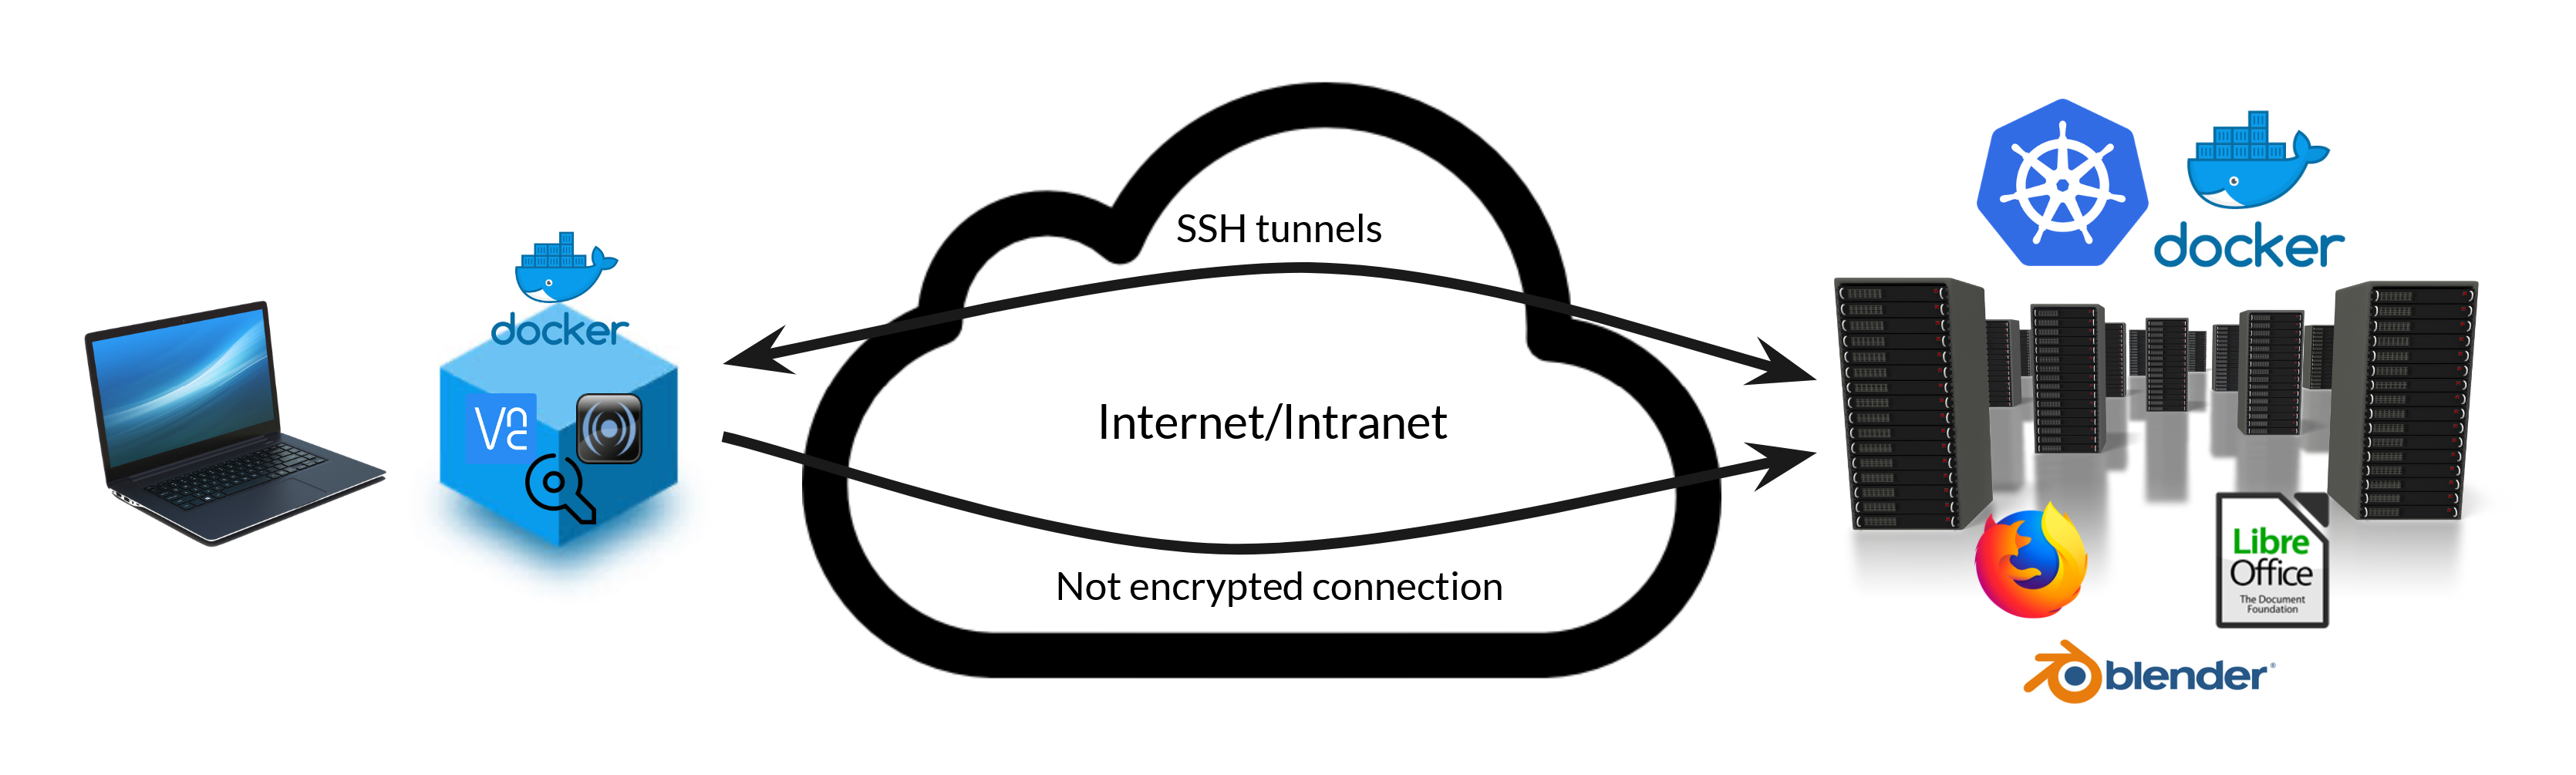 docker
Vnc
SSH tunnels
Internet/Intranet
Not encrypted connection
docker
Libre
Office
The Document
Foundation
blender®